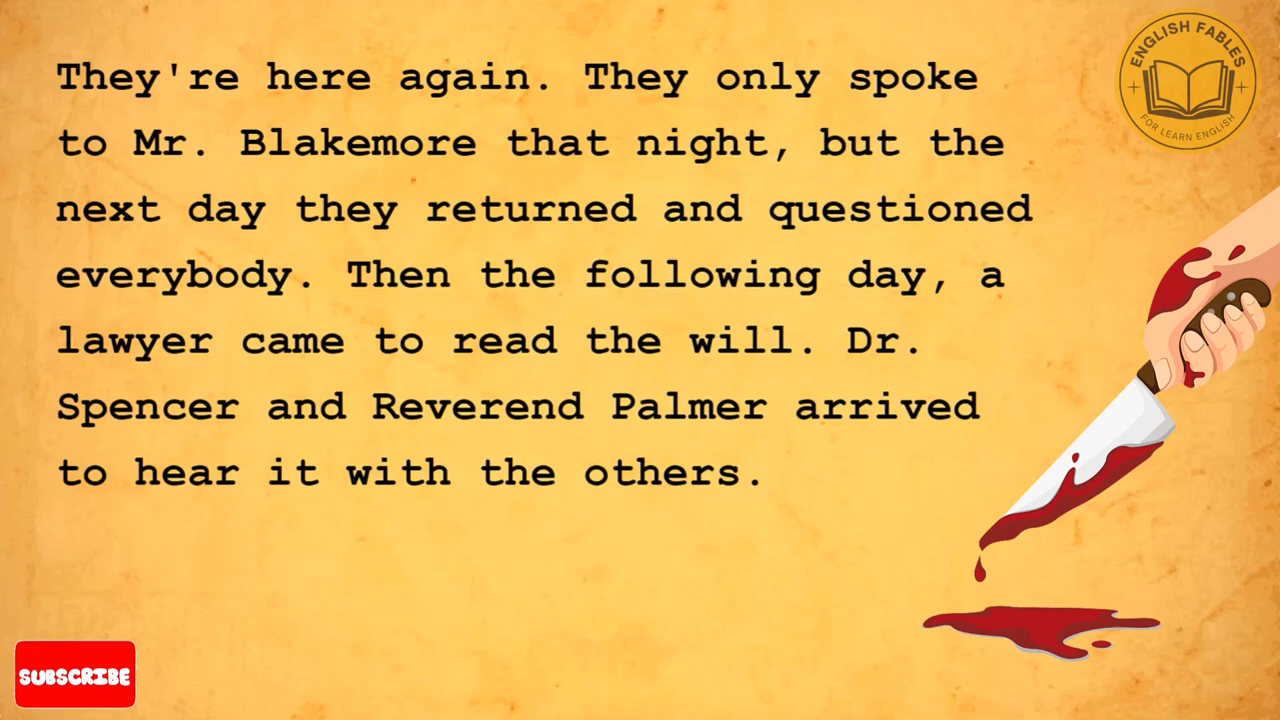 They're here again. They only spoke
to Mr. Blakemore that night, but the
next day they returned and questioned
everybody. Then the following day, a
lawyer came to read the will. Dr.
Spencer and Reverend Palmer arrived
to hear it with the others.
ENGLISH FABLES
FOR LEARN ENGLISH
SUBSCRIBE